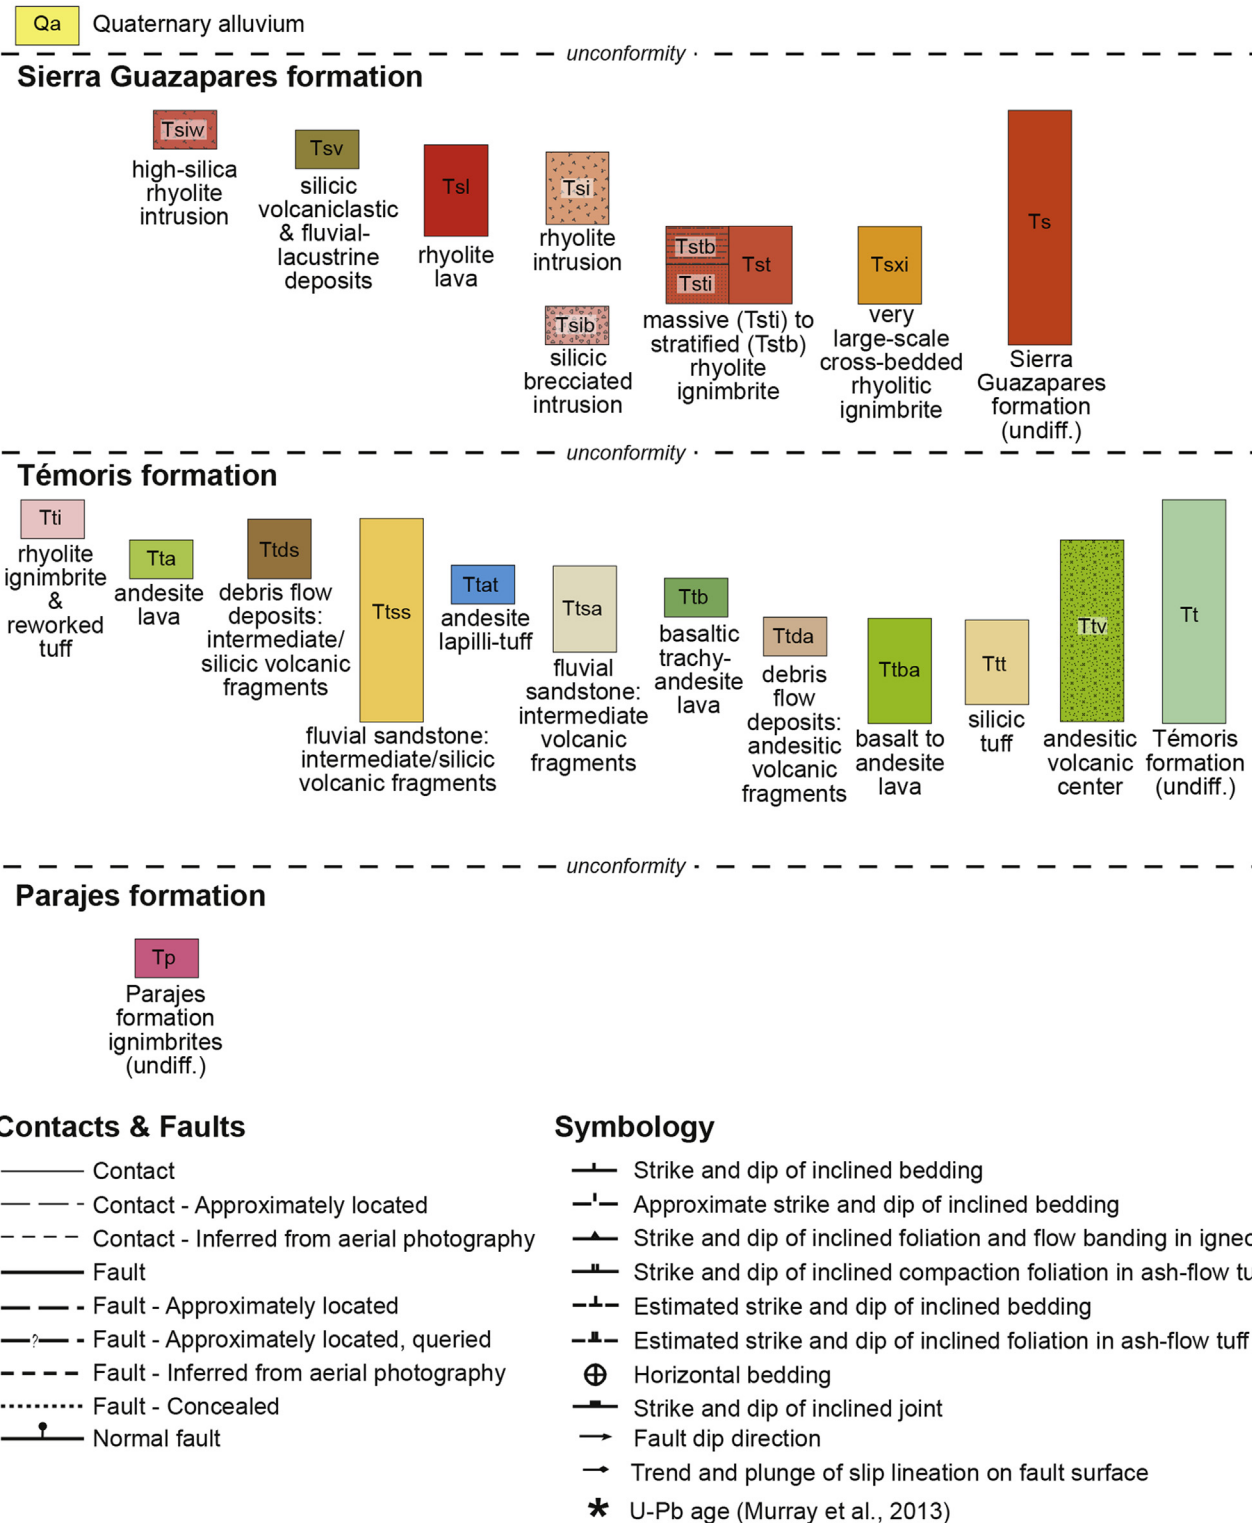 Qa Quaternary alluvium
unconformity
Sierra Guazapares formation
Tsiw
high-silica
rhyolite
intrusion
Tsv
silicic
volcaniclastic
& fluvial-
lacustrine
deposits
Tsl
rhyolite
lava
Tsi
rhyolite
intrusion
Tsib
silicic
brecciated
intrusion
Tstb
Tsti
Tst
massive (Tsti) to
stratified (Tstb)
rhyolite
ignimbrite
Tsxi
very
large-scale
cross-bedded
rhyolitic
ignimbrite
Ts
Sierra
Guazapares
formation
(undiff.)
unconformity
Témoris formation
Tti
rhyolite
ignimbrite
&
reworked
tuff
Tta
andesite
lava
Ttds
debris flow
deposits:
intermediate/
silicic volcanic
fragments
Ttss
fluvial sandstone:
intermediate/silicic
volcanic fragments
Ttat
andesite
lapilli-tuff
Ttsa
fluvial
sandstone:
intermediate
volcanic
fragments
Ttb
basaltic
trachy-
andesite
lava
Ttda
debris
flow
deposits:
andesitic
volcanic
fragments
Ttba
basalt to
andesite
lava
Ttt
silicic
tuff
Ttv
andesitic
volcanic
center
Tt
Témoris
formation
(undiff.)
unconformity
Parajes formation
Tp
Parajes
formation
ignimbrites
(undiff.)
Contacts & Faults
Contact
Contact - Approximately located
Contact - Inferred from aerial photography
Fault
Fault - Approximately located
? Fault - Approximately located, queried
Fault - Inferred from aerial photography
Fault - Concealed
Normal fault
Symbology
Strike and dip of inclined bedding
Approximate strike and dip of inclined bedding
Strike and dip of inclined foliation and flow banding in igneo
Strike and dip of inclined compaction foliation in ash-flow tu
Estimated strike and dip of inclined bedding
Estimated strike and dip of inclined foliation in ash-flow tuff
Horizontal bedding
Strike and dip of inclined joint
Fault dip direction
Trend and plunge of slip lineation on fault surface
* U-Pb age (Murray et al., 2013)